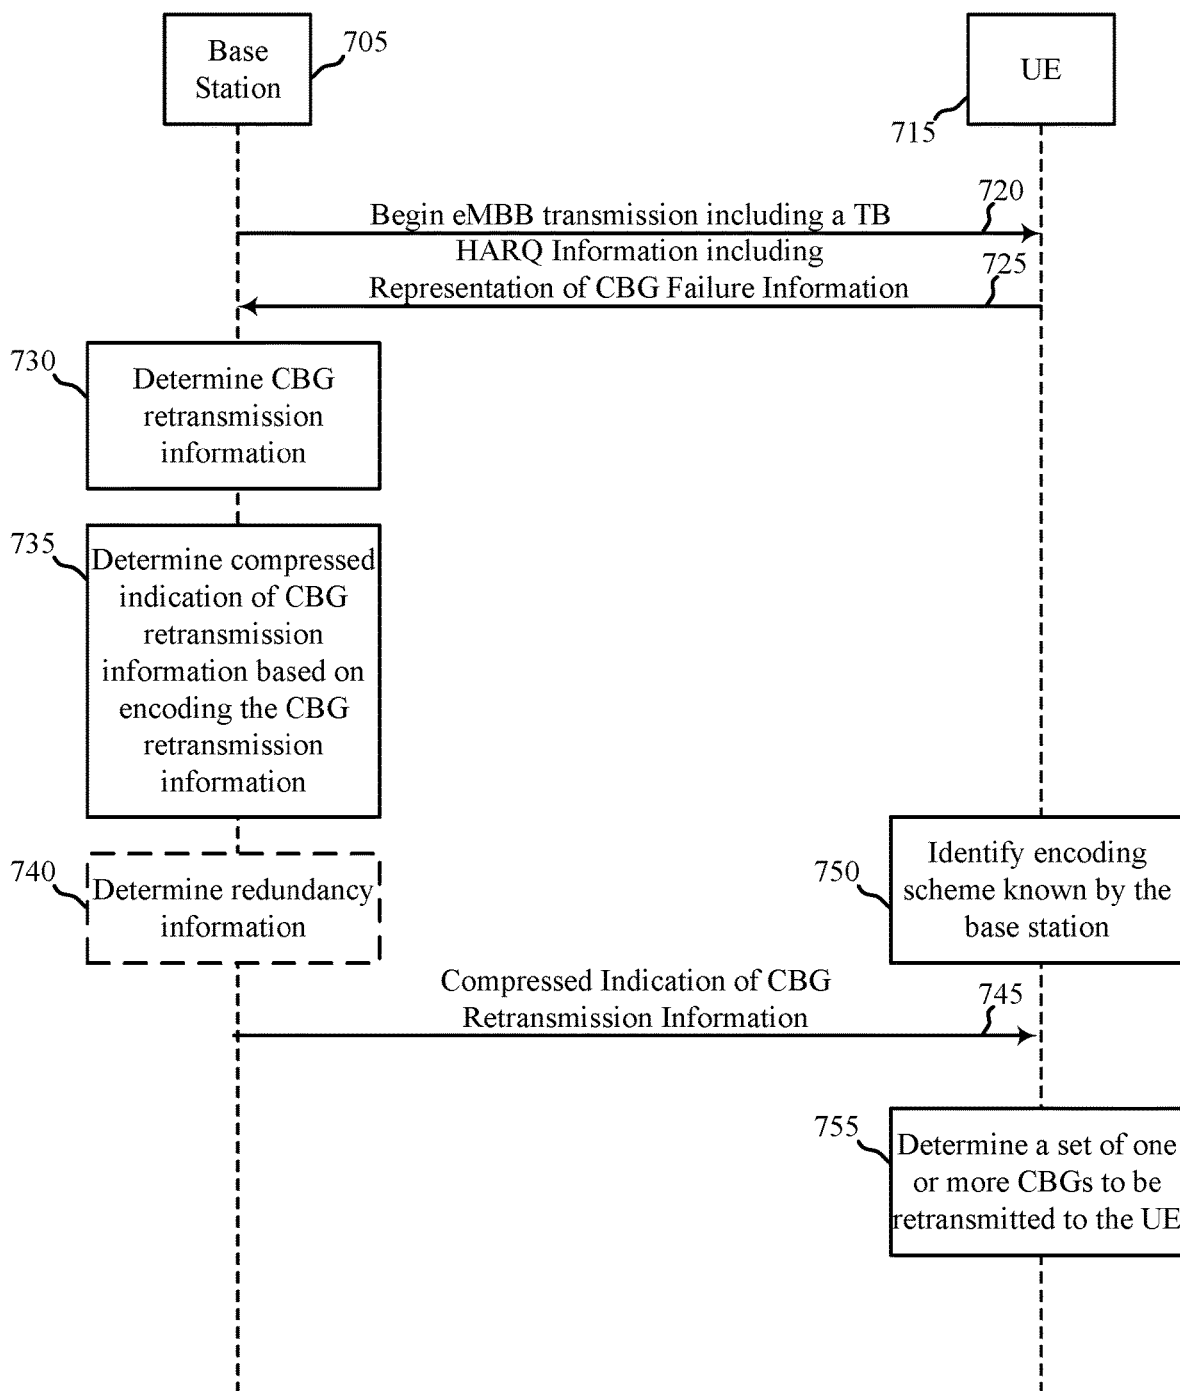 Base
Station
705
UE
715
720
Begin eMBB transmission including a TB
HARQ Information including
725
Representation of CBG Failure Information
730
Determine CBG
retransmission
information
735
Determine compressed
indication of CBG
retransmission
information based on
encoding the CBG
retransmission
information
740
Determine redundancy
information
750
Identify encoding
scheme known by the
base station
Compressed Indication of CBG
745
Retransmission Information
755
Determine a set of one
or more CBGs to be
retransmitted to the UE